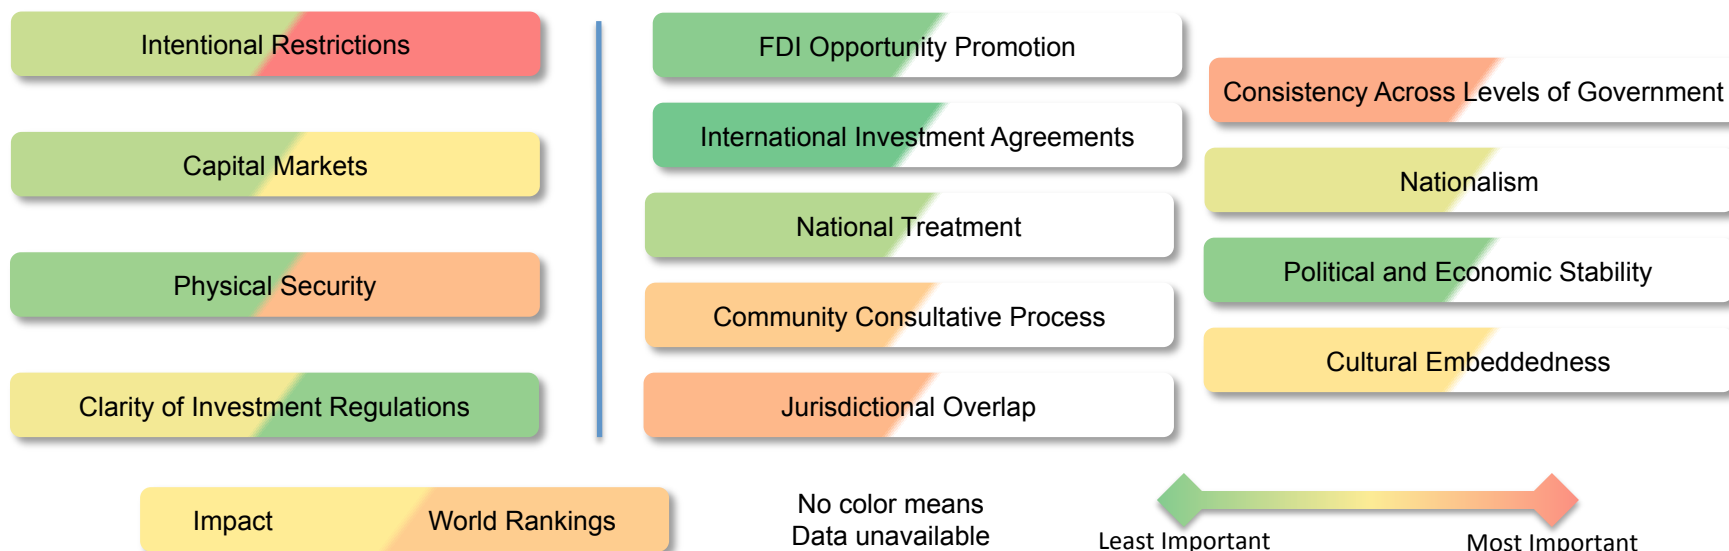 Intentional Restrictions
Capital Markets
Physical Security
Clarity of Investment Regulations
FDI Opportunity Promotion
International Investment Agreements
National Treatment
Community Consultative Process
Jurisdictional Overlap
Consistency Across Levels of Government
Nationalism
Political and Economic Stability
Cultural Embeddedness
Impact
World Rankings
No color means
Data unavailable
Least Important
Most Important